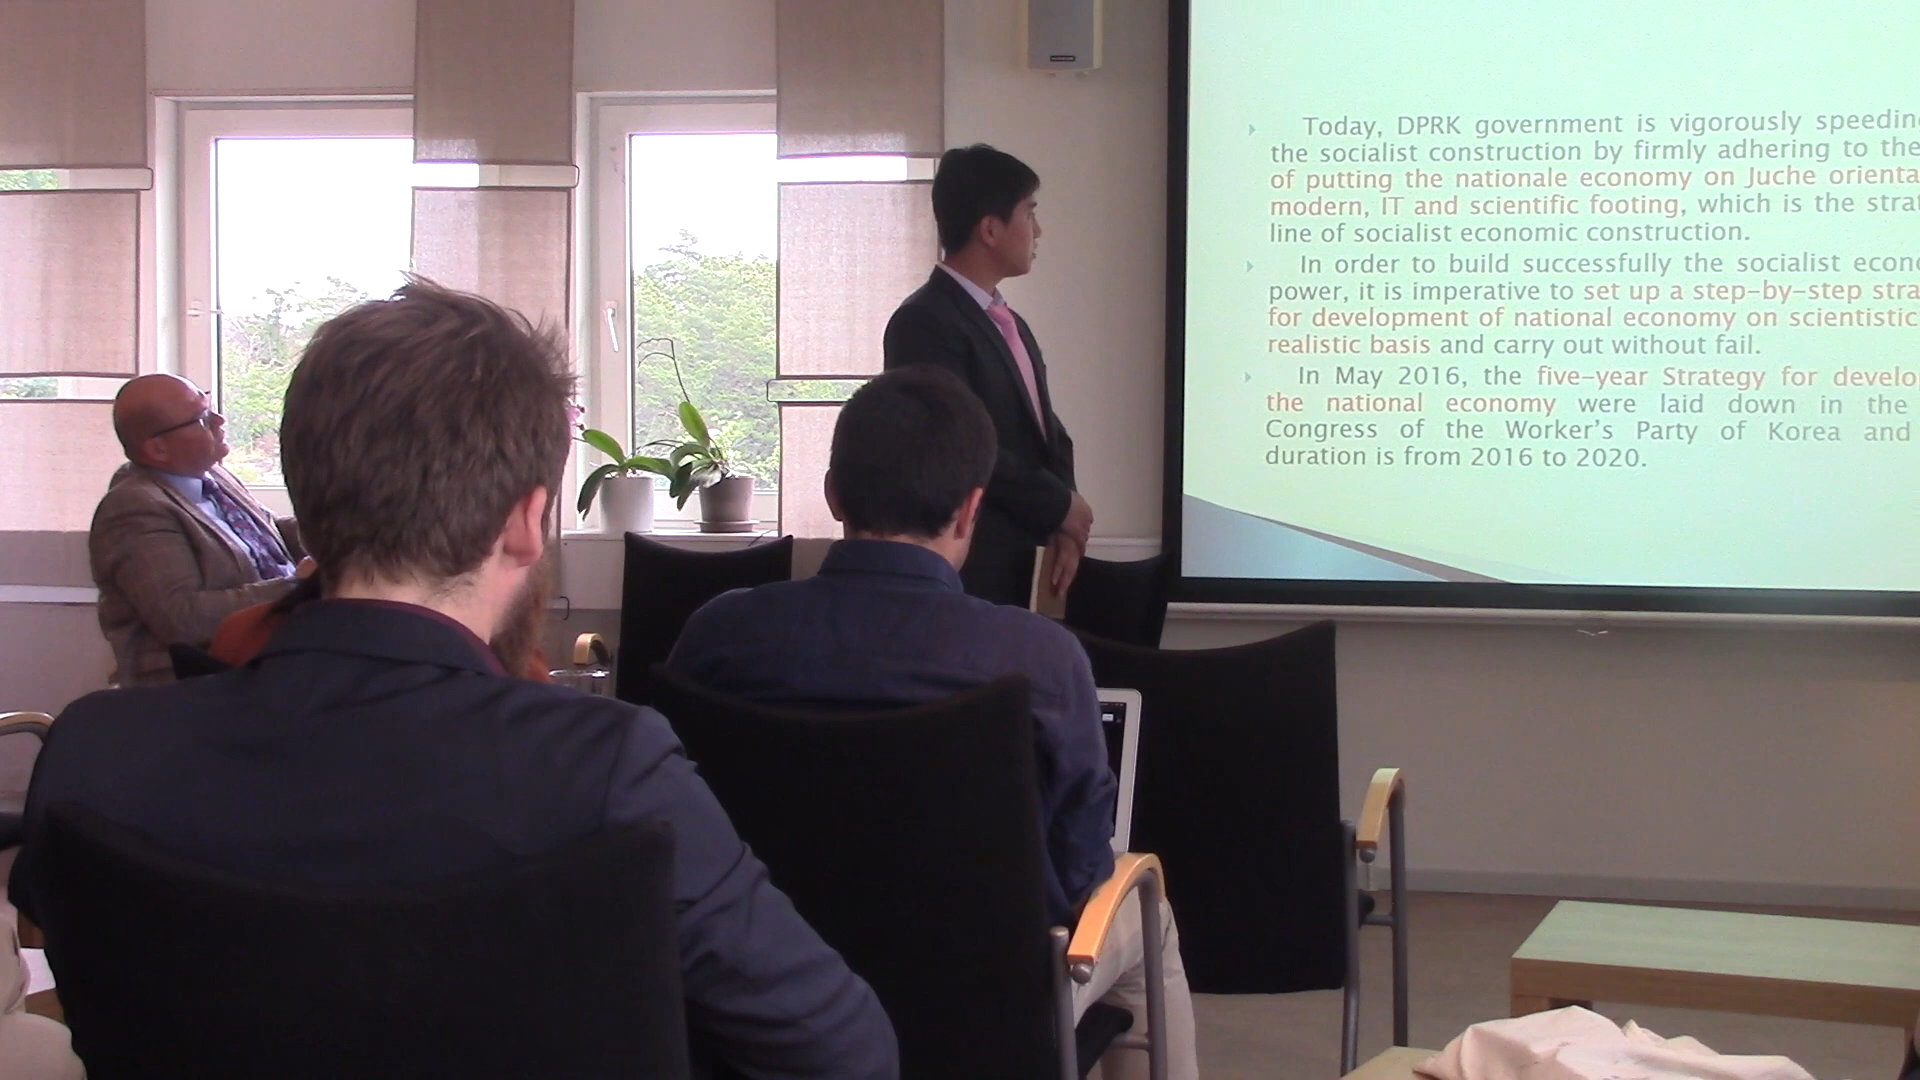 Today, DPRK government is vigorously speedin
the socialist construction by firmly adhering to the
of putting the nationale economy on Juche orienta
modern, IT and scientific footing, which is the stra
line of socialist economic construction.
In order to build successfully the socialist econ
power, it is imperative to set up a step-by-step stra
for development of national economy on scientistic
realistic basis and carry out without fail.
In May 2016, the five-year Strategy for develo
the national economy were laid down in the
Congress of the Worker's Party of Korea and
duration is from 2016 to 2020.